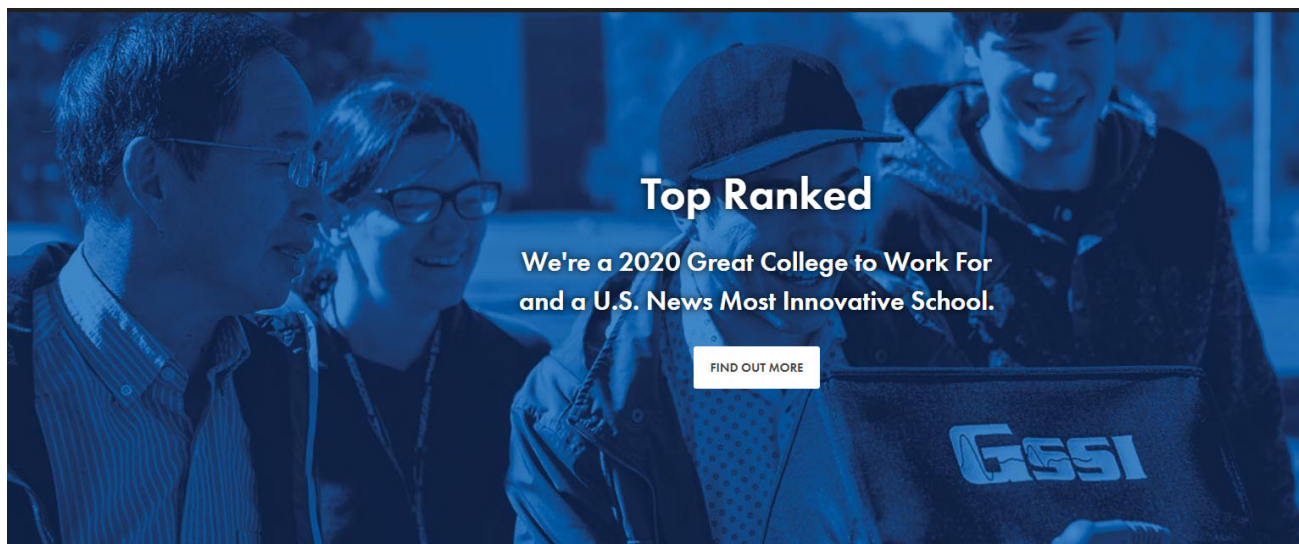 Top Ranked
We're a 2020 Great College to Work For
and a U.S. News Most Innovative School.
FIND OUT MORE
GSSI